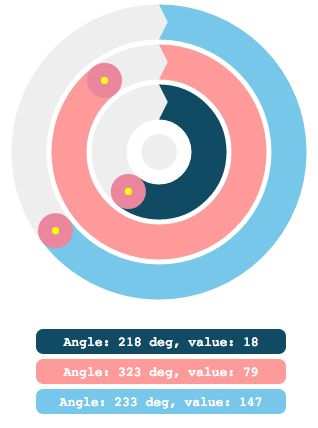 Angle: 218 deg, value: 18
Angle: 323 deg, value: 79
Angle: 233 deg, value: 147